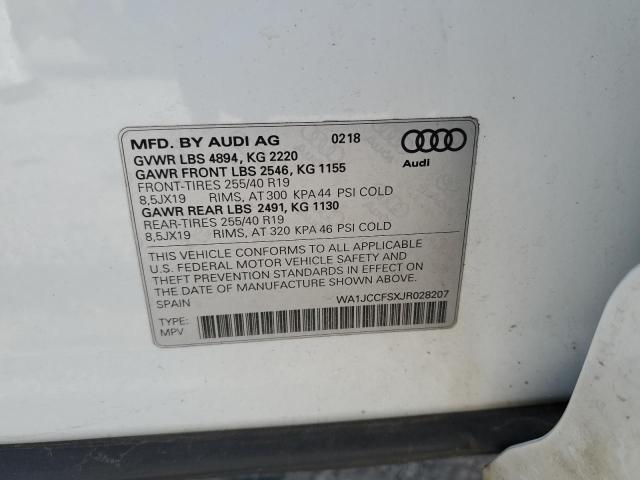 MFD. BY AUDI AG 0218
GVWR LBS 4894, KG 2220
GAWR FRONT LBS 2546, KG 1155
FRONT-TIRES 255/40 R19
8,5JX19 RIMS, AT 300 KPA 44 PSI COLD
GAWR REAR LBS 2491, KG 1130
REAR-TIRES 255/40 R19
8,5JX19 RIMS, AT 320 KPA 46 PSI COLD
Audi
THIS VEHICLE CONFORMS TO ALL APPLICABLE
U.S. FEDERAL MOTOR VEHICLE SAFETY AND
THEFT PREVENTION STANDARDS IN EFFECT ON
THE DATE OF MANUFACTURE SHOWN ABOVE.
SPAIN WA1JCCFSXJR028207
TYPE:
MPV